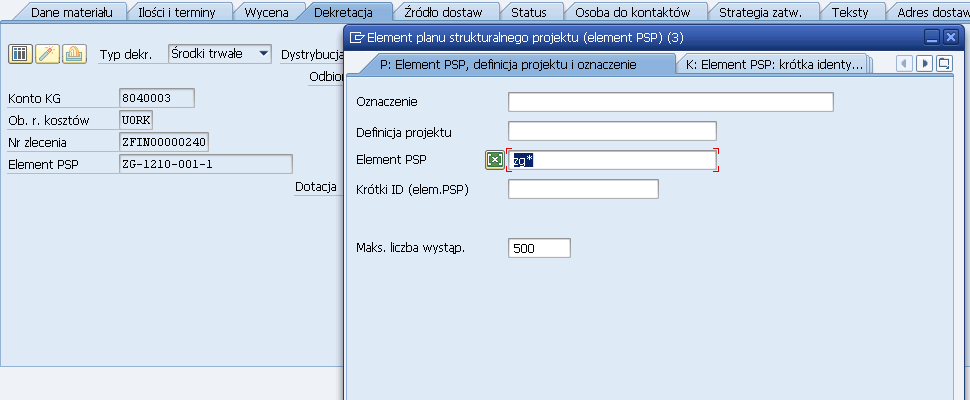 Dane materiału Ilości i terminy Wycena Dekretacja Źródło dostaw Status Osoba do kontaktów Strategia zatw. Teksty Adres dostaw
Typ dekr. Środki trwałe Dystrybucja
Odbior
Konto KG 8040003
Ob. r. kosztów U0RK
Nr zlecenia ZFIN00000240
Element PSP ZG-1210-001-1
Dotacja
Element planu strukturalnego projektu (element PSP) (3)
P: Element PSP, definicja projektu i oznaczenie K: Element PSP: krótka identy...
Oznaczenie
Definicja projektu
Element PSP zg*
Krótki ID (elem.PSP)
Maks. liczba wystąp. 500